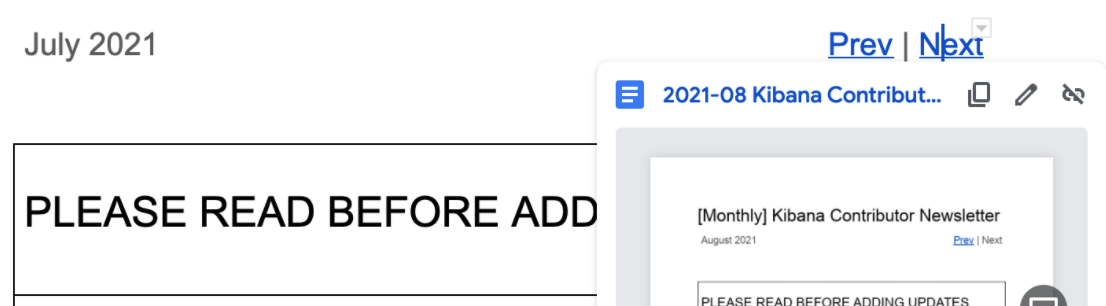 July 2021
Prev | Next
2021-08 Kibana Contribut...
PLEASE READ BEFORE ADD
[Monthly] Kibana Contributor Newsletter
August 2021
Prev | Next
PLEASE READ BEFORE ADDING UPDATES